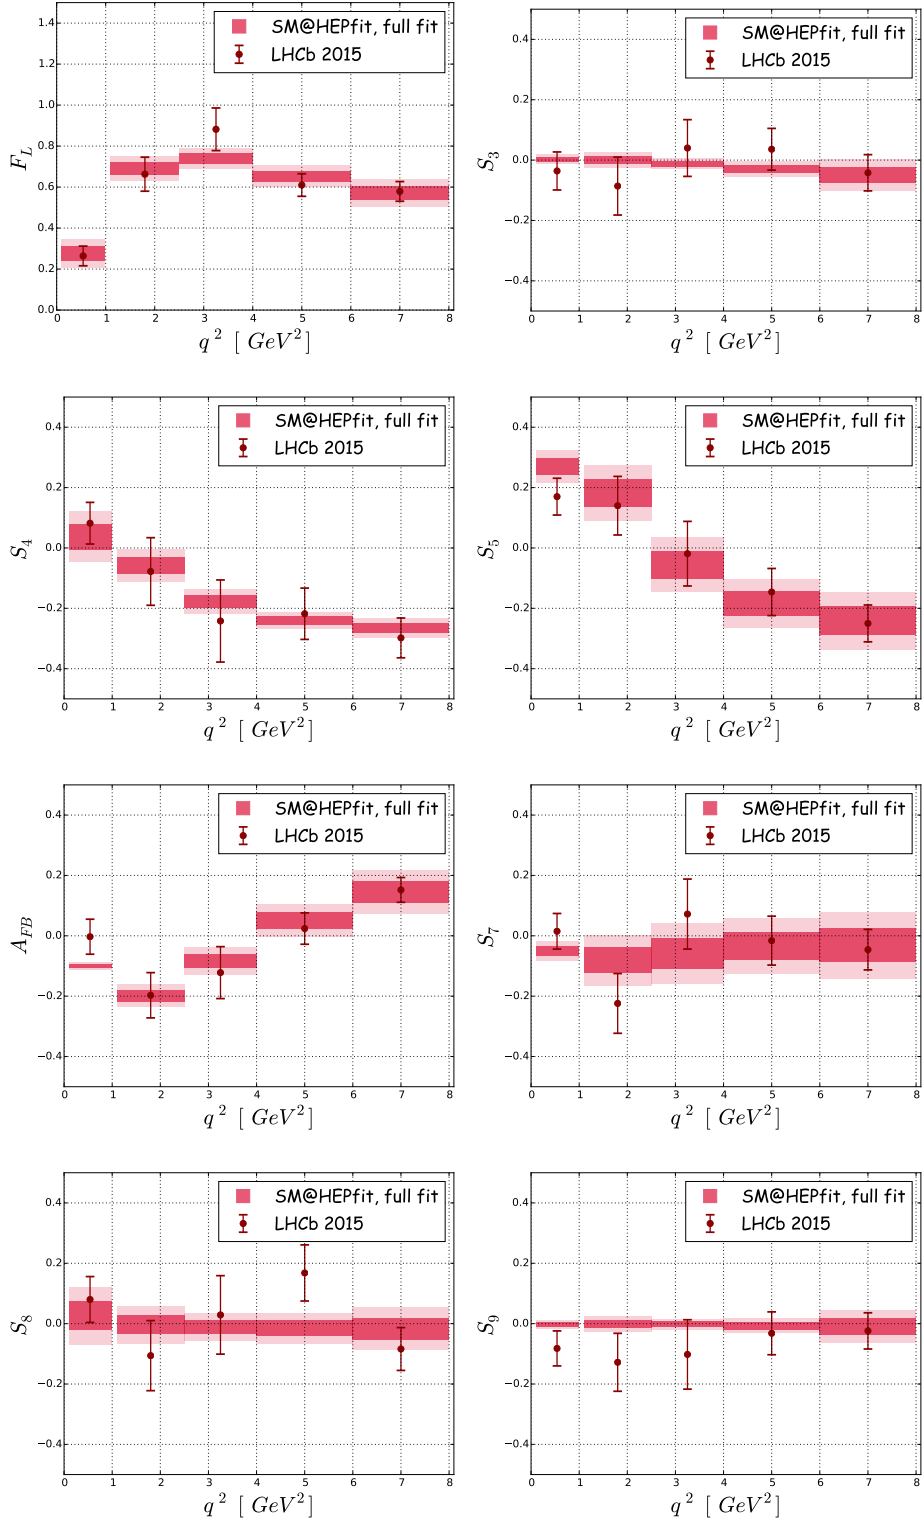 F_L
1.4
1.2
1.0
0.8
0.6
0.4
0.2
0.0
SM@HEPfit, full fit
LHCb 2015
0 1 2 3 4 5 6 7 8
q^2 [ GeV^2]
S_3
0.4
0.2
0.0
−0.2
−0.4
SM@HEPfit, full fit
LHCb 2015
0 1 2 3 4 5 6 7 8
q^2 [ GeV^2]
S_4
0.4
0.2
0.0
−0.2
−0.4
SM@HEPfit, full fit
LHCb 2015
0 1 2 3 4 5 6 7 8
q^2 [ GeV^2]
S_5
0.4
0.2
0.0
−0.2
−0.4
SM@HEPfit, full fit
LHCb 2015
0 1 2 3 4 5 6 7 8
q^2 [ GeV^2]
A_FB
0.4
0.2
0.0
−0.2
−0.4
SM@HEPfit, full fit
LHCb 2015
0 1 2 3 4 5 6 7 8
q^2 [ GeV^2]
S_7
0.4
0.2
0.0
−0.2
−0.4
SM@HEPfit, full fit
LHCb 2015
0 1 2 3 4 5 6 7 8
q^2 [ GeV^2]
S_8
0.4
0.2
0.0
−0.2
−0.4
SM@HEPfit, full fit
LHCb 2015
0 1 2 3 4 5 6 7 8
q^2 [ GeV^2]
S_9
0.4
0.2
0.0
−0.2
−0.4
SM@HEPfit, full fit
LHCb 2015
0 1 2 3 4 5 6 7 8
q^2 [ GeV^2]